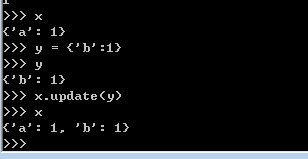 >>> x
{'a': 1}
>>> y = {'b':1}
>>> y
{'b': 1}
>>> x.update(y)
>>> x
{'a': 1, 'b': 1}
>>>